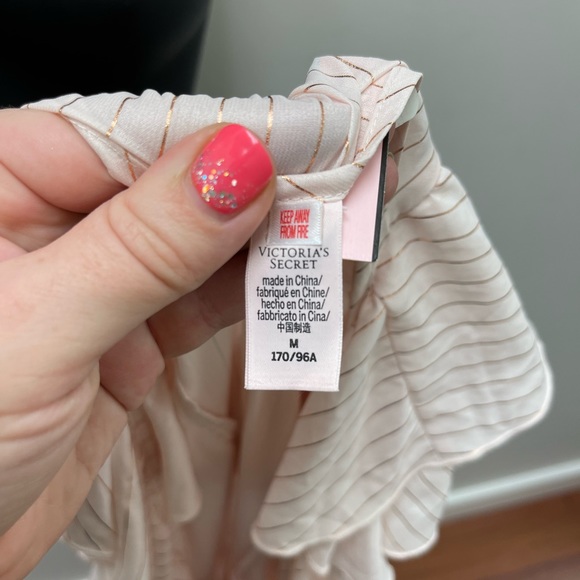 KEEP AWAY
FROM FIRE
VICTORIA'S
SECRET
made in China/
fabriqué en Chine/
hecho en China/
fabbricato in Cina/
中国制造
M
170/96A